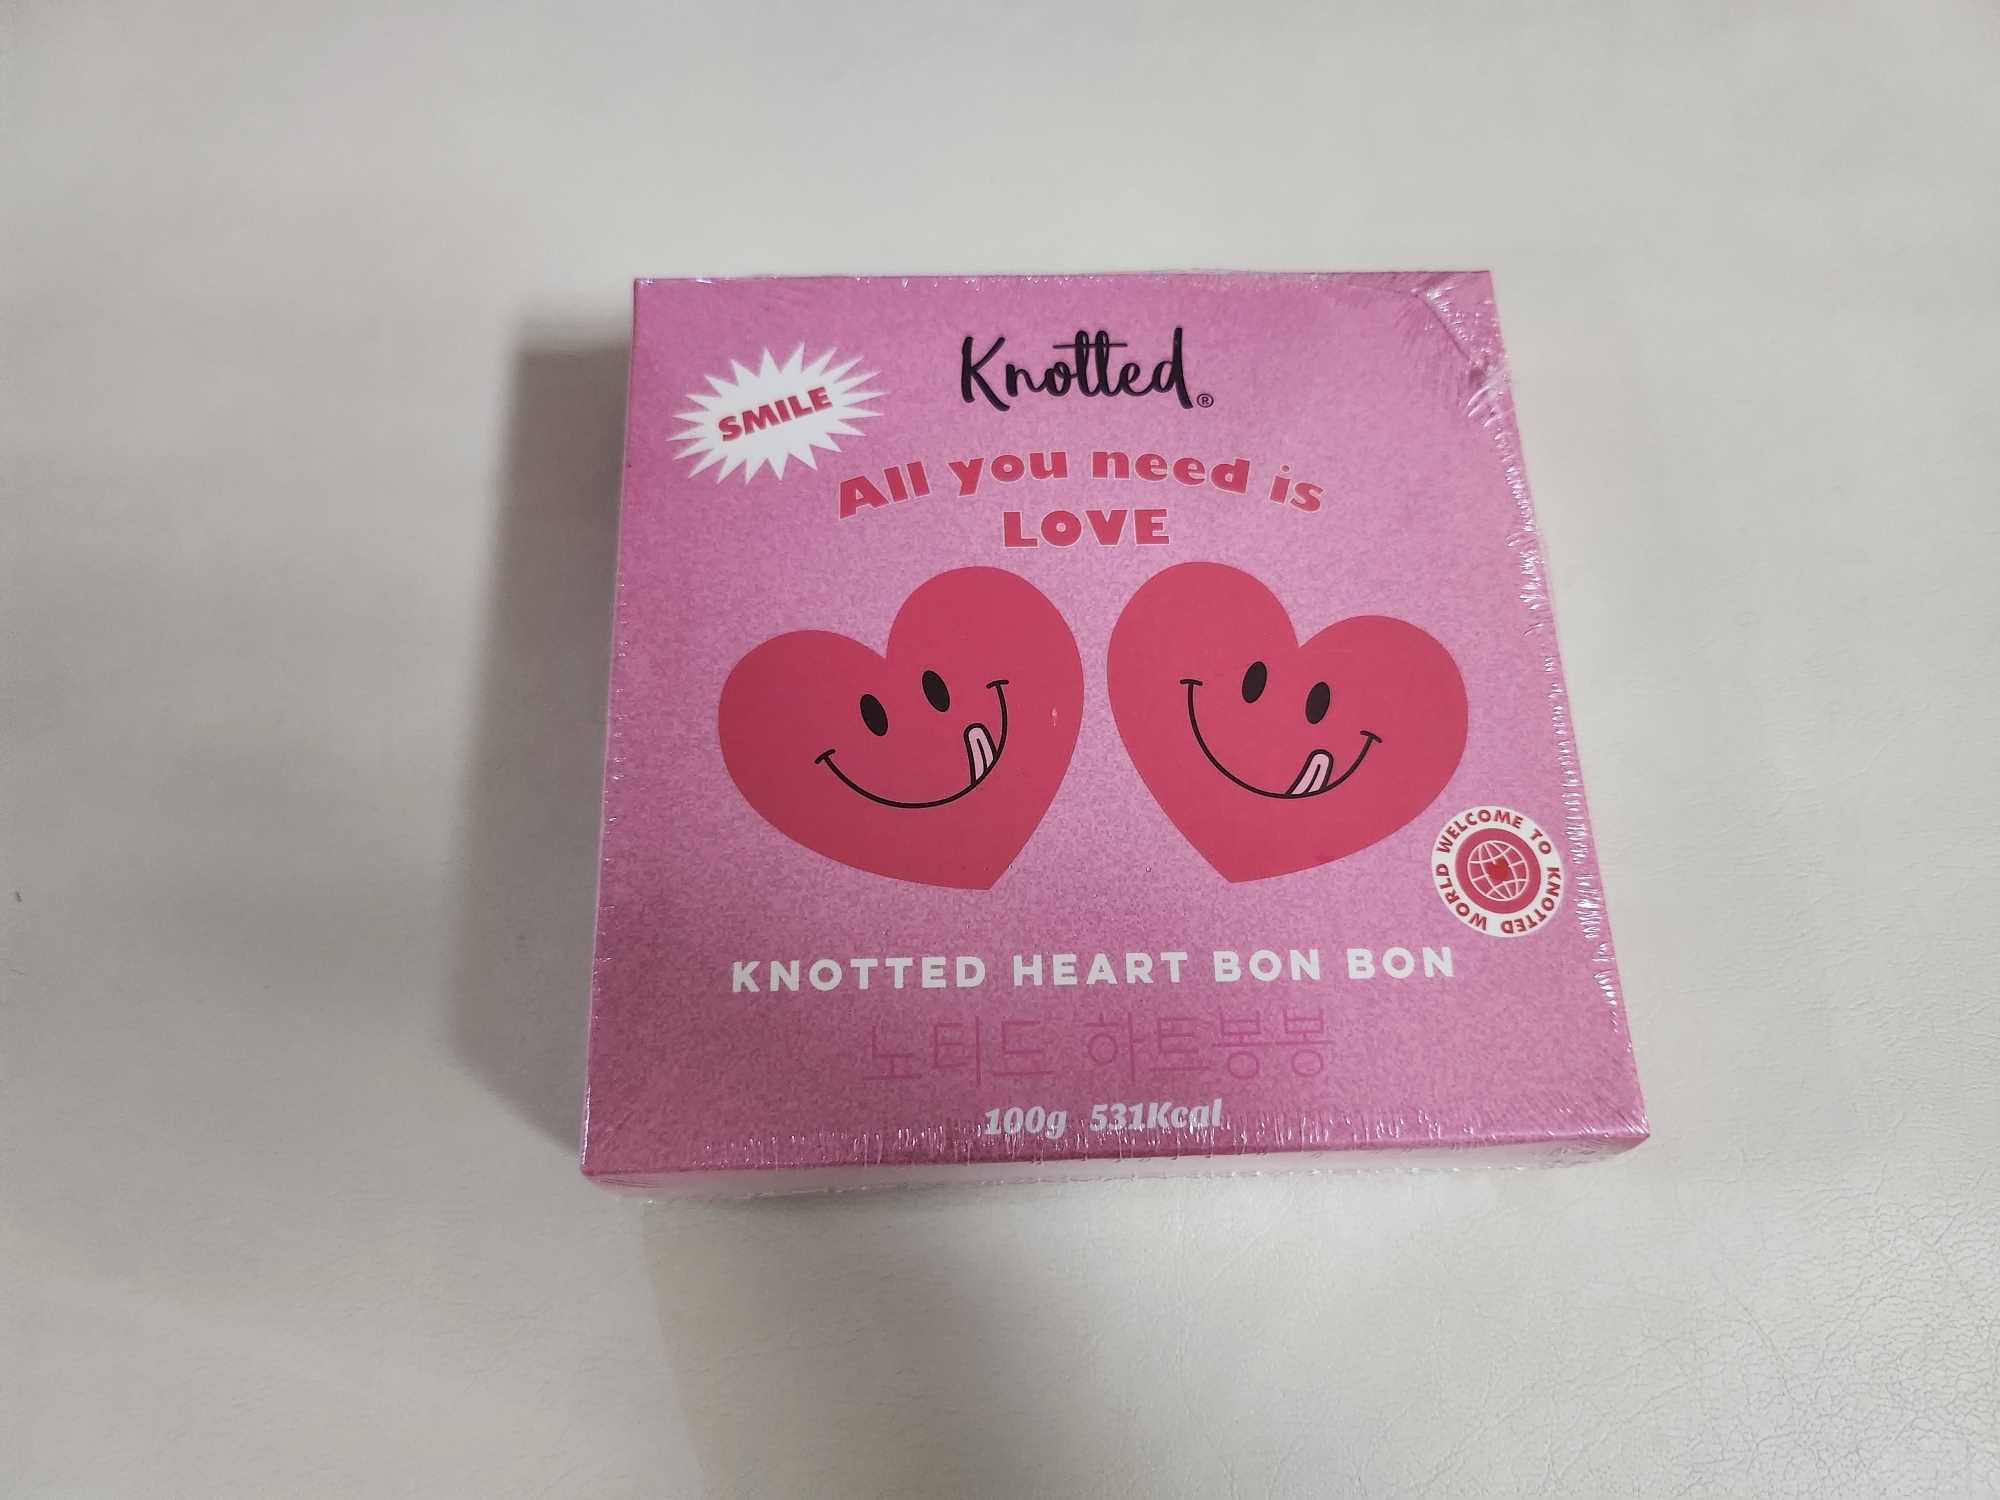 Knotted®
SMILE
All you need is
LOVE
WELCOME TO KNOTTED WORLD
KNOTTED HEART BON BON
노티드 하트봉봉
100g 531Kcal